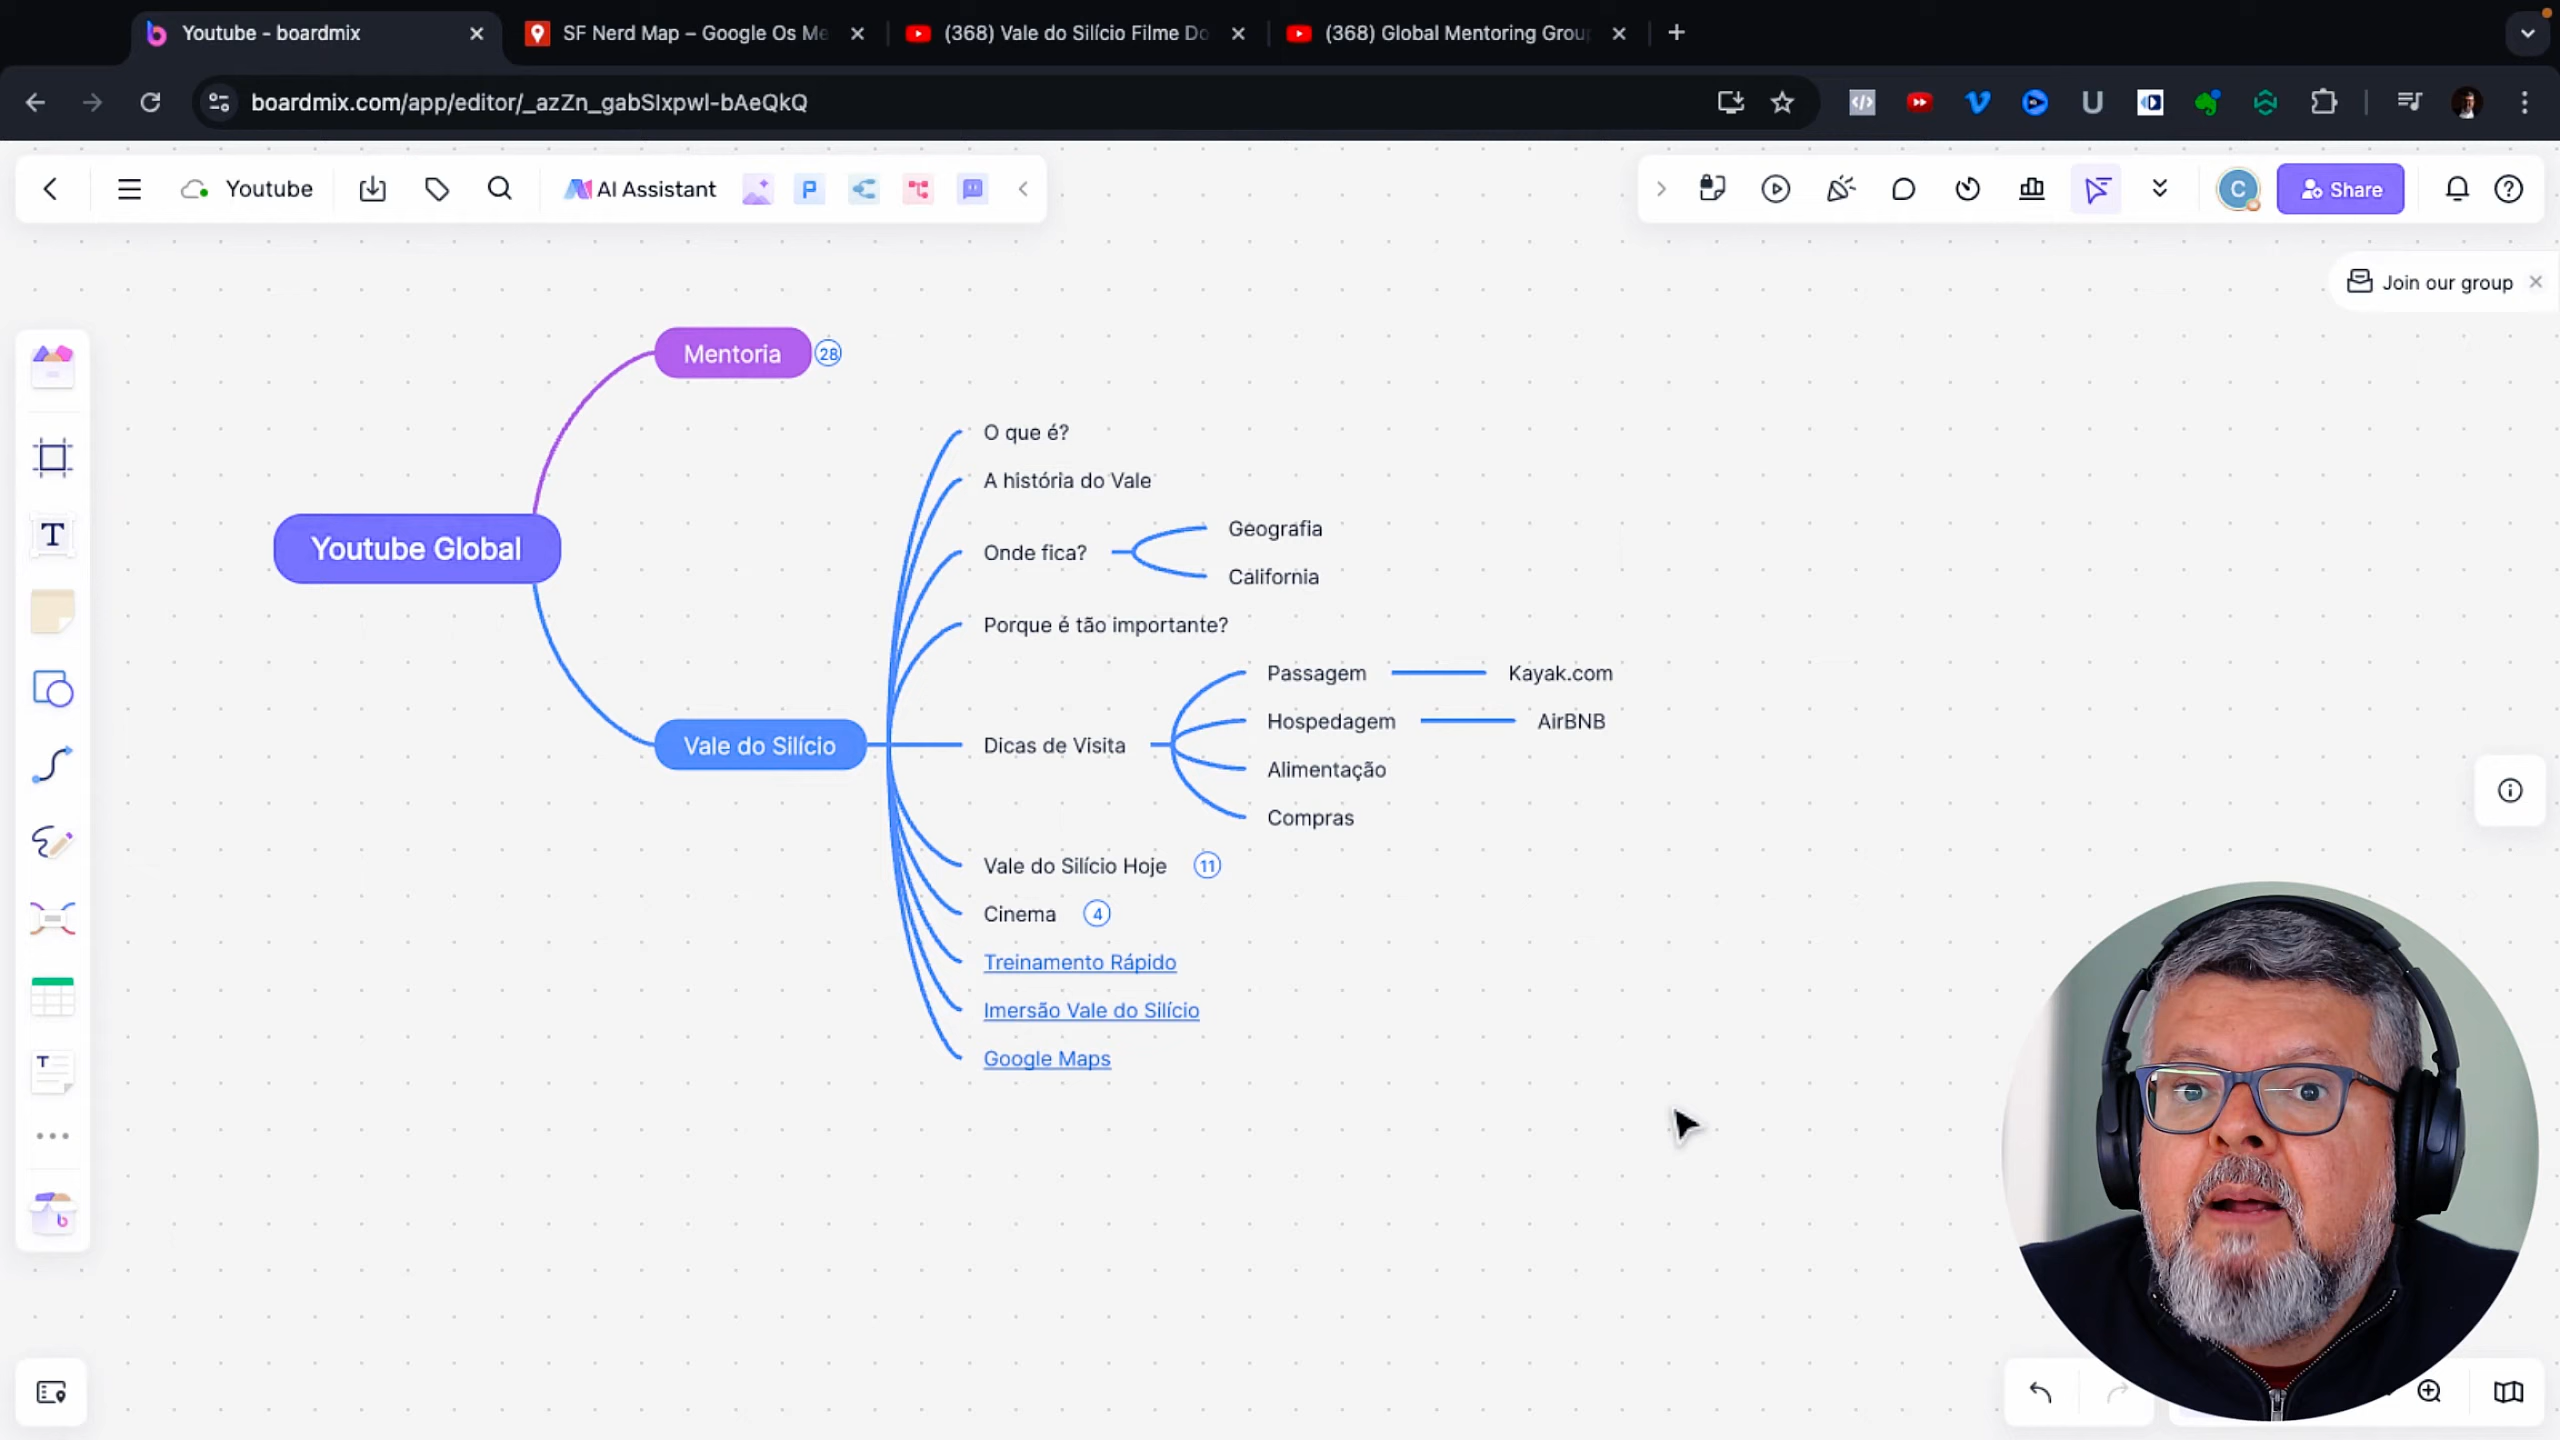 Youtube - boardmix
SF Nerd Map – Google Os Me
(368) Vale do Silício Filme Do
(368) Global Mentoring Grou
boardmix.com/app/editor/_azZn_gabSIxpwI-bAeQkQ
Youtube
AI Assistant
P
C
Share
Join our group
Mentoria
28
O que é?
A história do Vale
Onde fica?
Geografia
California
Youtube Global
Porque é tão importante?
Passagem
Kayak.com
Hospedagem
AirBNB
Vale do Silício
Dicas de Visita
Alimentação
Compras
Vale do Silício Hoje
11
Cinema
4
Treinamento Rápido
Imersão Vale do Silício
Google Maps